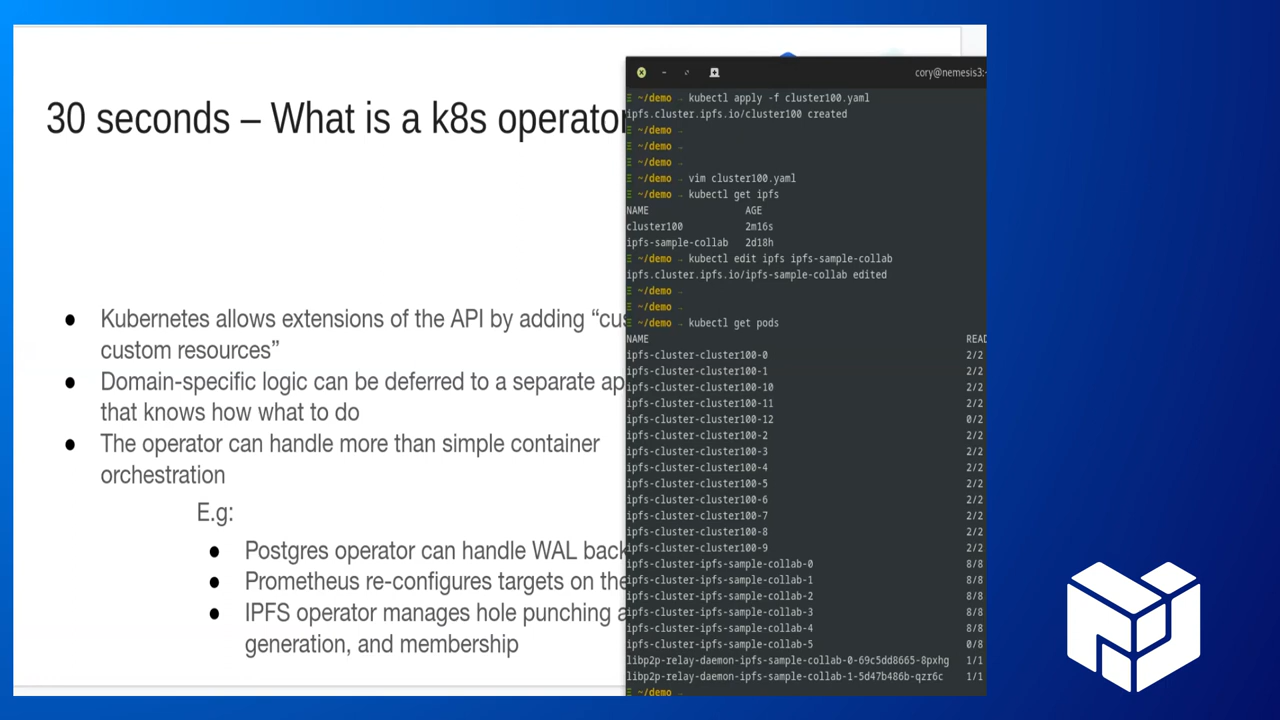 30 seconds – What is a k8s operator
Kubernetes allows extensions of the API by adding “cus
custom resources”
Domain-specific logic can be deferred to a separate ap
that knows how what to do
The operator can handle more than simple container
orchestration
E.g:
Postgres operator can handle WAL back
Prometheus re-configures targets on the
IPFS operator manages hole punching a
generation, and membership
cory@nemesis3:
~/demo kubectl apply -f cluster100.yaml
ipfs.cluster.ipfs.io/cluster100 created
~/demo
~/demo
~/demo
~/demo vim cluster100.yaml
~/demo kubectl get ipfs
NAME AGE
cluster100 2m16s
ipfs-sample-collab 2d18h
~/demo kubectl edit ipfs ipfs-sample-collab
ipfs.cluster.ipfs.io/ipfs-sample-collab edited
~/demo
~/demo
~/demo kubectl get pods
NAME READ
ipfs-cluster-cluster100-0 2/2
ipfs-cluster-cluster100-1 2/2
ipfs-cluster-cluster100-10 2/2
ipfs-cluster-cluster100-11 2/2
ipfs-cluster-cluster100-12 0/2
ipfs-cluster-cluster100-2 2/2
ipfs-cluster-cluster100-3 2/2
ipfs-cluster-cluster100-4 2/2
ipfs-cluster-cluster100-5 2/2
ipfs-cluster-cluster100-6 2/2
ipfs-cluster-cluster100-7 2/2
ipfs-cluster-cluster100-8 2/2
ipfs-cluster-cluster100-9 2/2
ipfs-cluster-ipfs-sample-collab-0 8/8
ipfs-cluster-ipfs-sample-collab-1 8/8
ipfs-cluster-ipfs-sample-collab-2 8/8
ipfs-cluster-ipfs-sample-collab-3 8/8
ipfs-cluster-ipfs-sample-collab-4 8/8
ipfs-cluster-ipfs-sample-collab-5 0/8
libp2p-relay-daemon-ipfs-sample-collab-0-69c5dd8665-8pxhg 1/1
libp2p-relay-daemon-ipfs-sample-collab-1-5d47b486b-qzr6c 1/1
~/demo